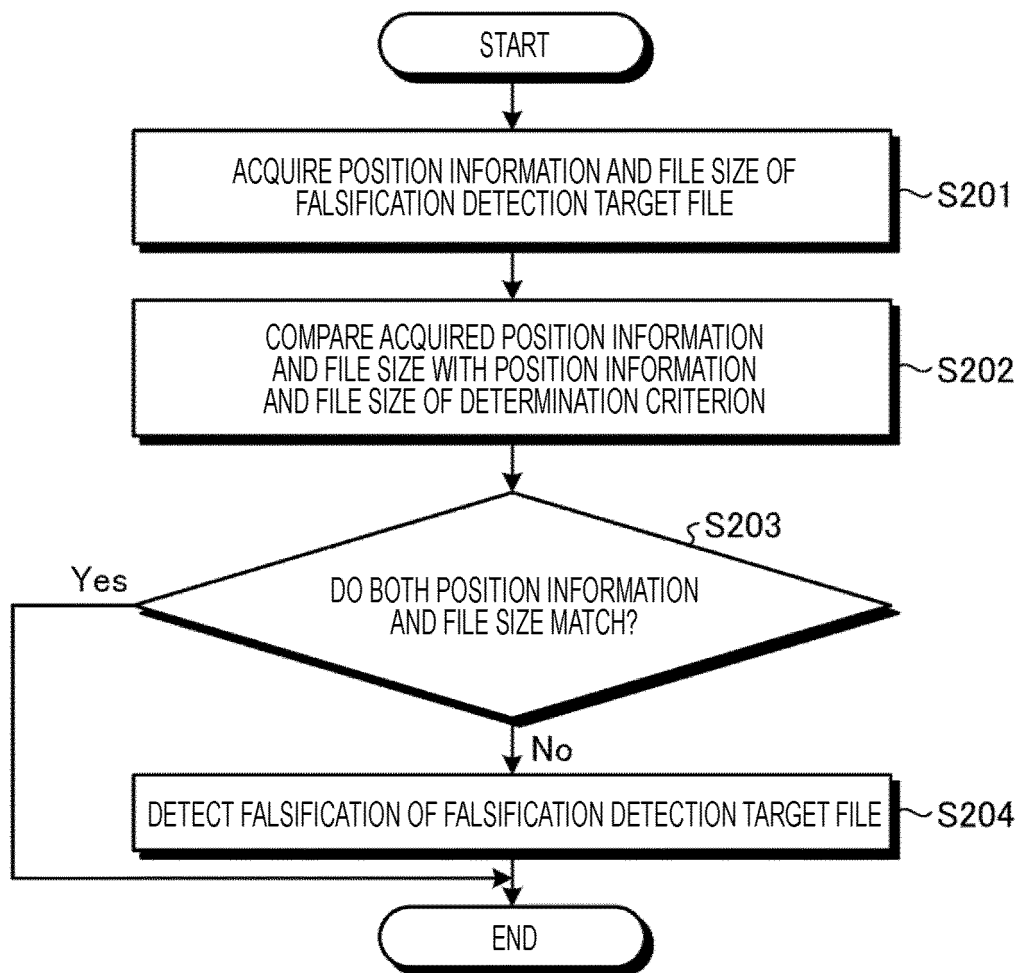 START
ACQUIRE POSITION INFORMATION AND FILE SIZE OF
FALSIFICATION DETECTION TARGET FILE
S201
COMPARE ACQUIRED POSITION INFORMATION
AND FILE SIZE WITH POSITION INFORMATION
AND FILE SIZE OF DETERMINATION CRITERION
S202
S203
Yes
DO BOTH POSITION INFORMATION
AND FILE SIZE MATCH?
No
DETECT FALSIFICATION OF FALSIFICATION DETECTION TARGET FILE
S204
END